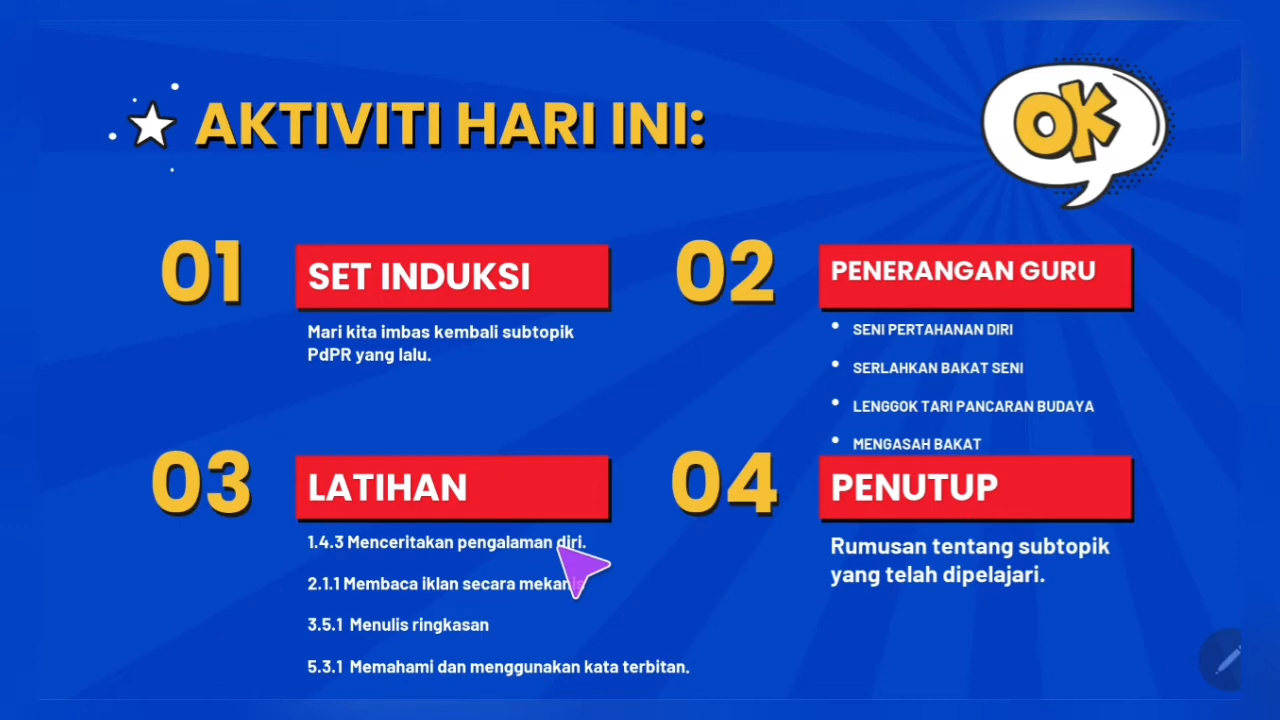 AKTIVITI HARI INI:
OK
01
SET INDUKSI
Mari kita imbas kembali subtopik
PdPR yang lalu.
02
PENERANGAN GURU
• SENI PERTAHANAN DIRI
• SERLAHKAN BAKAT SENI
• LENGGOK TARI PANCARAN BUDAYA
• MENGASAH BAKAT
03
LATIHAN
1.4.3 Menceritakan pengalaman diri.
2.1.1 Membaca iklan secara mekanis
3.5.1 Menulis ringkasan
5.3.1 Memahami dan menggunakan kata terbitan.
04
PENUTUP
Rumusan tentang subtopik
yang telah dipelajari.